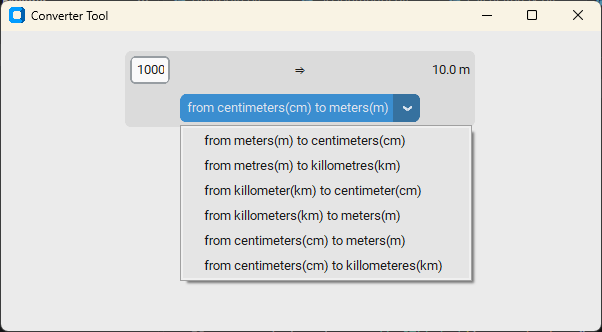 Converter Tool
1000 ⇒ 10.0 m
from centimeters(cm) to meters(m)
from meters(m) to centimeters(cm)
from metres(m) to killometres(km)
from killometer(km) to centimeter(cm)
from killometers(km) to meters(m)
from centimeters(cm) to meters(m)
from centimeters(cm) to killometeres(km)